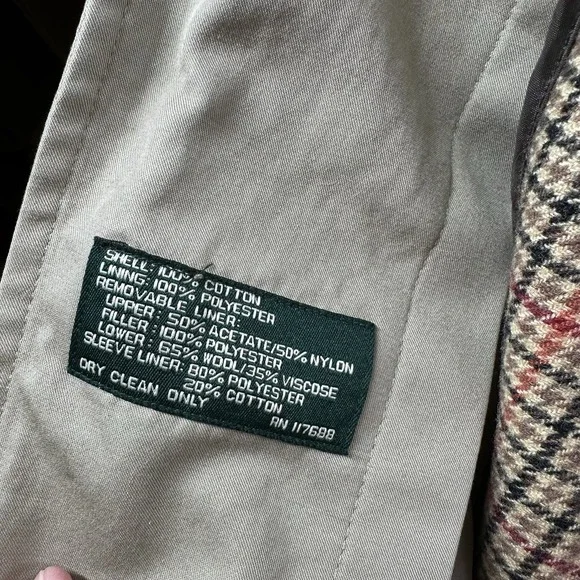 SHELL: 100% COTTON
LINING: 100% POLYESTER
REMOVABLE LINER:
UPPER: 50% ACETATE/50% NYLON
FILLER: 100% POLYESTER
LOWER: 65% WOOL/35% VISCOSE
SLEEVE LINER: 80% POLYESTER
20% COTTON
DRY CLEAN ONLY
RN 117688